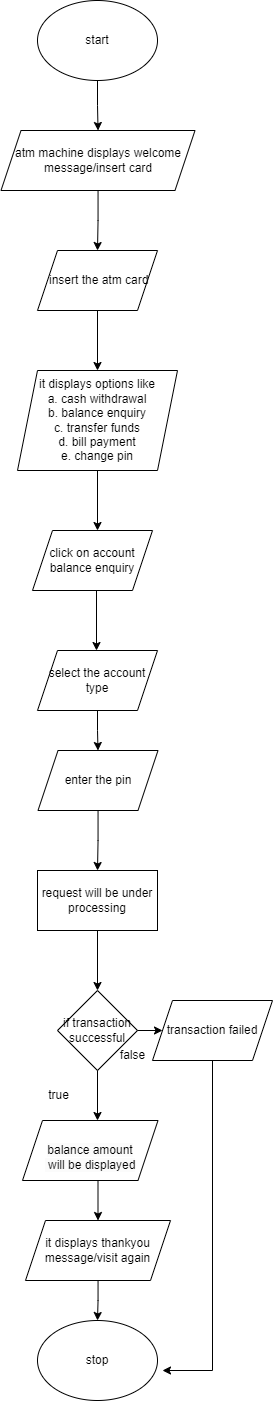 start
atm machine displays welcome
message/insert card
insert the atm card
it displays options like
a. cash withdrawal
b. balance enquiry
c. transfer funds
d. bill payment
e. change pin
click on account
balance enquiry
select the account
type
enter the pin
request will be under
processing
if transaction
successful
false
transaction failed
true
balance amount
will be displayed
it displays thankyou
message/visit again
stop